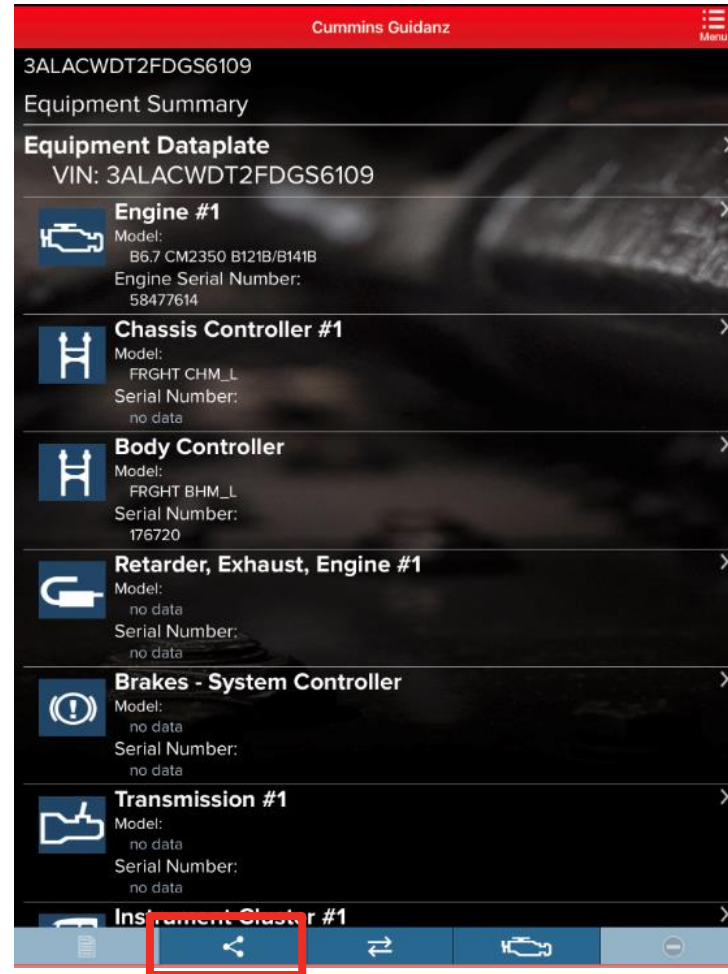 Cummins Guidanz
Menu
3ALACWDT2FDGS6109
Equipment Summary
Equipment Dataplate
VIN: 3ALACWDT2FDGS6109
Engine #1
Model:
B6.7 CM2350 B121B/B141B
Engine Serial Number:
58477614
Chassis Controller #1
Model:
FRGHT CHM_L
Serial Number:
no data
Body Controller
Model:
FRGHT BHM_L
Serial Number:
176720
Retarder, Exhaust, Engine #1
Model:
no data
Serial Number:
no data
Brakes - System Controller
Model:
no data
Serial Number:
no data
Transmission #1
Model:
no data
Serial Number:
no data
Instrument Cluster #1